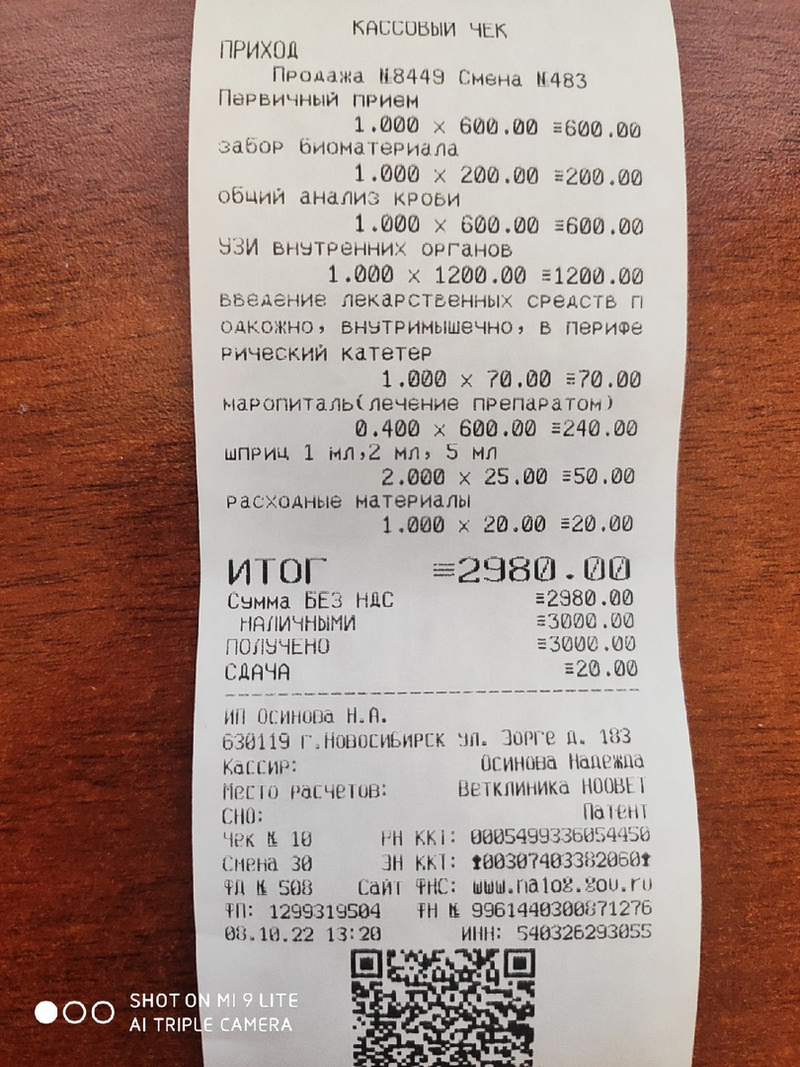 КАССОВЫЙ ЧЕК
ПРИХОД
Продажа №8449 Смена №483
Первичный прием
1.000 × 600.00 ≡600.00
забор биоматериала
1.000 × 200.00 ≡200.00
общий анализ крови
1.000 × 600.00 ≡600.00
УЗИ внутренних органов
1.000 × 1200.00 ≡1200.00
введение лекарственных средств п
одкожно, внутримышечно, в перифе
рический катетер
1.000 × 70.00 ≡70.00
маропиталь(лечение препаратом)
0.400 × 600.00 ≡240.00
шприц 1 мл,2 мл, 5 мл
2.000 × 25.00 ≡50.00
расходные материалы
1.000 × 20.00 ≡20.00
ИТОГ ≡2980.00
Сумма БЕЗ НДС ≡2980.00
НАЛИЧНЫМИ ≡3000.00
ПОЛУЧЕНО ≡3000.00
СДАЧА ≡20.00
ИП Осинова Н.А.
630119 г.Новосибирск ул. Зорге д. 183
Кассир: Осинова Надежда
Место расчетов: Ветклиника НООВЕТ
СНО: Патент
Чек № 10 РН ККТ: 0005499336054450
Смена 30 ЗН ККТ: 00307403382060
ФД № 508 Сайт ФНС: www.nalog.gov.ru
ФП: 1299319504 ФН № 9961440300871276
08.10.22 13:20 ИНН: 540326293055
SHOT ON MI 9 LITE
AI TRIPLE CAMERA